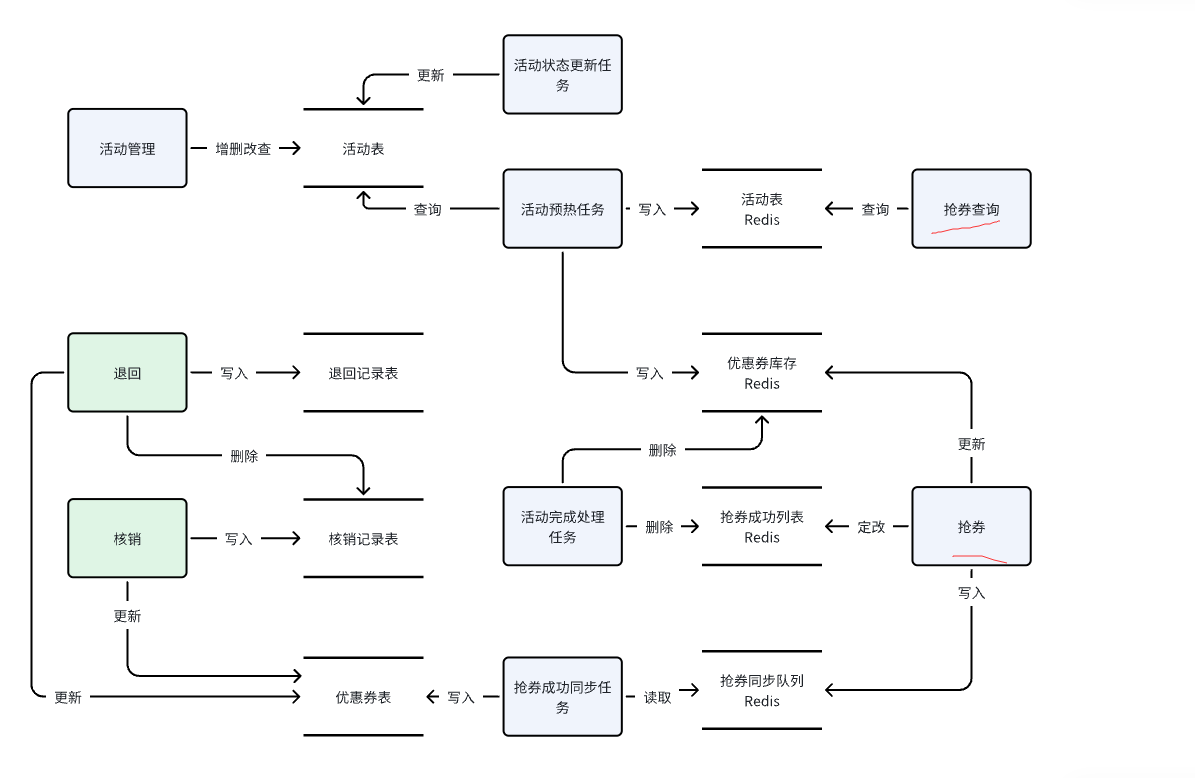 活动状态更新任
务
更新
活动管理
增删改查
活动表
查询
活动预热任务
写入
活动表
Redis
查询
抢券查询
退回
写入
退回记录表
写入
优惠券库存
Redis
更新
删除
删除
核销
写入
核销记录表
活动完成处理
任务
删除
抢券成功列表
Redis
定改
抢券
写入
更新
更新
优惠券表
写入
抢券成功同步任
务
读取
抢券同步队列
Redis